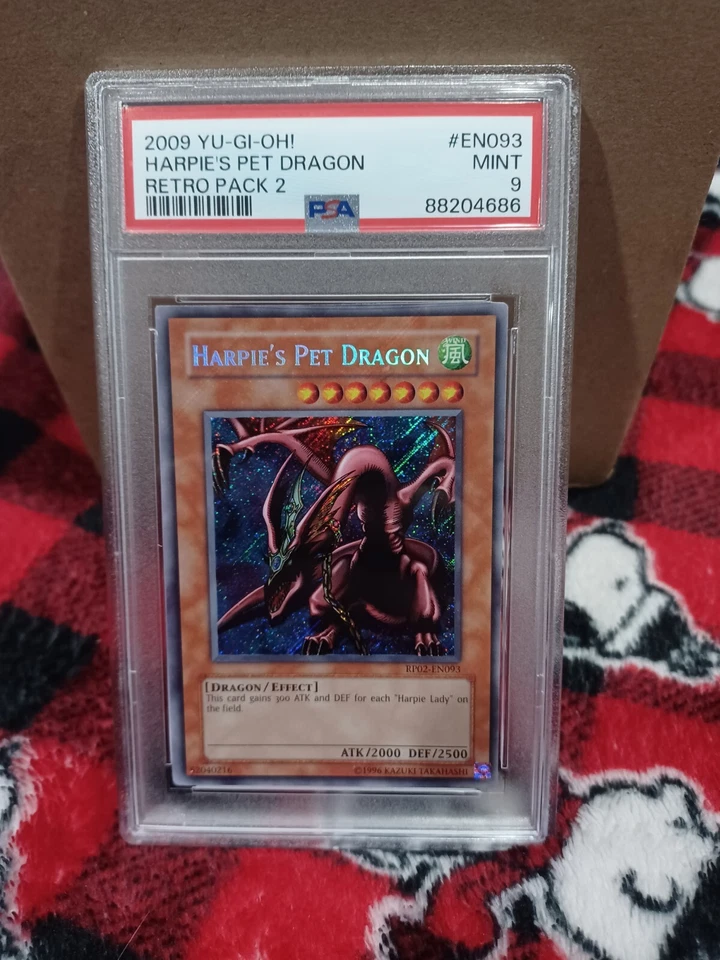 2009 YU-GI-OH! #EN093
HARPIE'S PET DRAGON MINT
RETRO PACK 2 9
PSA 88204686
HARPIE'S PET DRAGON WIND 風
RP02-EN093
[DRAGON/EFFECT]
This card gains 300 ATK and DEF for each "Harpie Lady" on
the field.
ATK/2000 DEF/2500
52040216 ©1996 KAZUKI TAKAHASHI